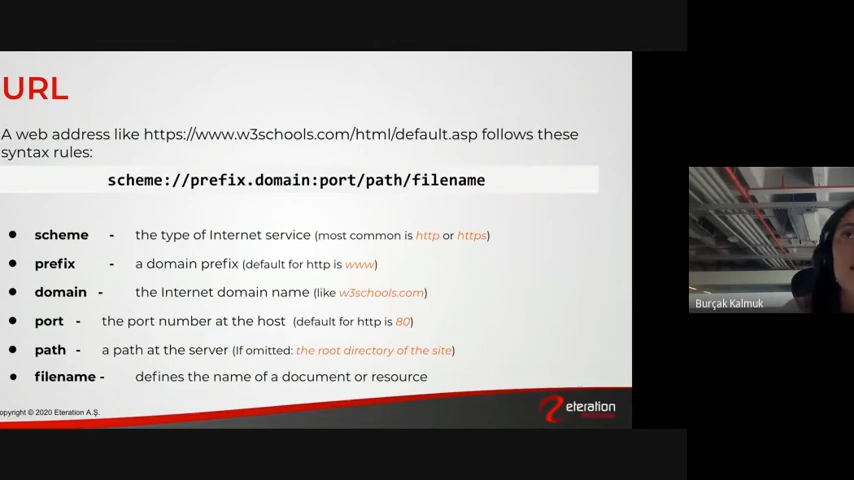 URL
A web address like https://www.w3schools.com/html/default.asp follows these
syntax rules:
scheme://prefix.domain:port/path/filename
● scheme - the type of Internet service (most common is http or https)
● prefix - a domain prefix (default for http is www)
● domain - the Internet domain name (like w3schools.com)
● port - the port number at the host (default for http is 80)
● path - a path at the server (If omitted: the root directory of the site)
● filename - defines the name of a document or resource
opyright © 2020 Eteration A.Ş.
eteration
Burçak Kalmuk